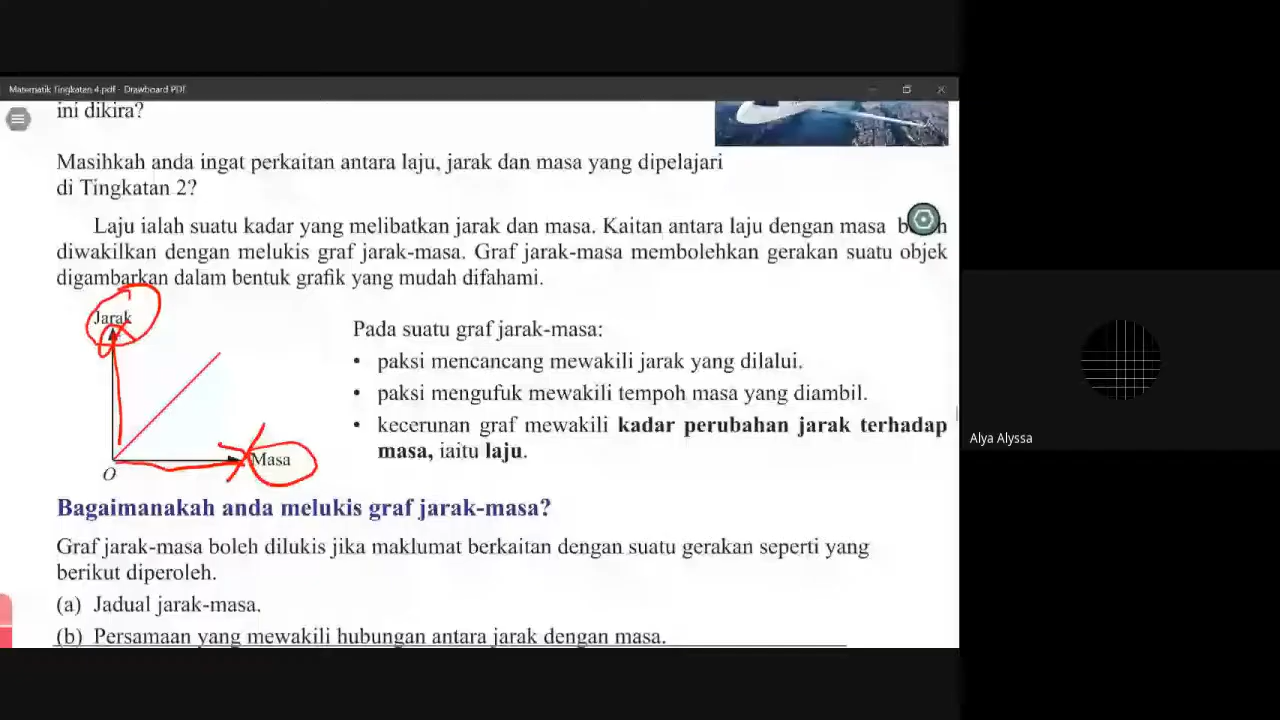 Matematik Tingkatan 4.pdf - Drawboard PDF
ini dikira?
Masihkah anda ingat perkaitan antara laju, jarak dan masa yang dipelajari
di Tingkatan 2?
Laju ialah suatu kadar yang melibatkan jarak dan masa. Kaitan antara laju dengan masa
diwakilkan dengan melukis graf jarak-masa. Graf jarak-masa membolehkan gerakan suatu objek
digambarkan dalam bentuk grafik yang mudah difahami.
Jarak
Masa
O
Pada suatu graf jarak-masa:
• paksi mencancang mewakili jarak yang dilalui.
• paksi mengufuk mewakili tempoh masa yang diambil.
• kecerunan graf mewakili kadar perubahan jarak terhadap
masa, iaitu laju.
Bagaimanakah anda melukis graf jarak-masa?
Graf jarak-masa boleh dilukis jika maklumat berkaitan dengan suatu gerakan seperti yang
berikut diperoleh.
(a) Jadual jarak-masa.
(b) Persamaan yang mewakili hubungan antara jarak dengan masa.
Alya Alyssa